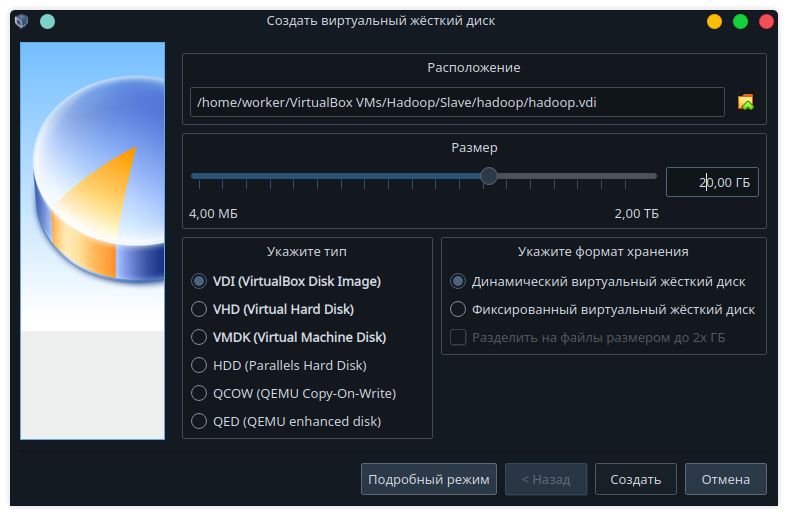 Создать виртуальный жёсткий диск
Расположение
/home/worker/VirtualBox VMs/Hadoop/Slave/hadoop/hadoop.vdi
Размер
20,00 ГБ
4,00 МБ
2,00 ТБ
Укажите тип
VDI (VirtualBox Disk Image)
VHD (Virtual Hard Disk)
VMDK (Virtual Machine Disk)
HDD (Parallels Hard Disk)
QCOW (QEMU Copy-On-Write)
QED (QEMU enhanced disk)
Укажите формат хранения
Динамический виртуальный жёсткий диск
Фиксированный виртуальный жёсткий диск
Разделить на файлы размером до 2х ГБ
Подробный режим
< Назад
Создать
Отмена